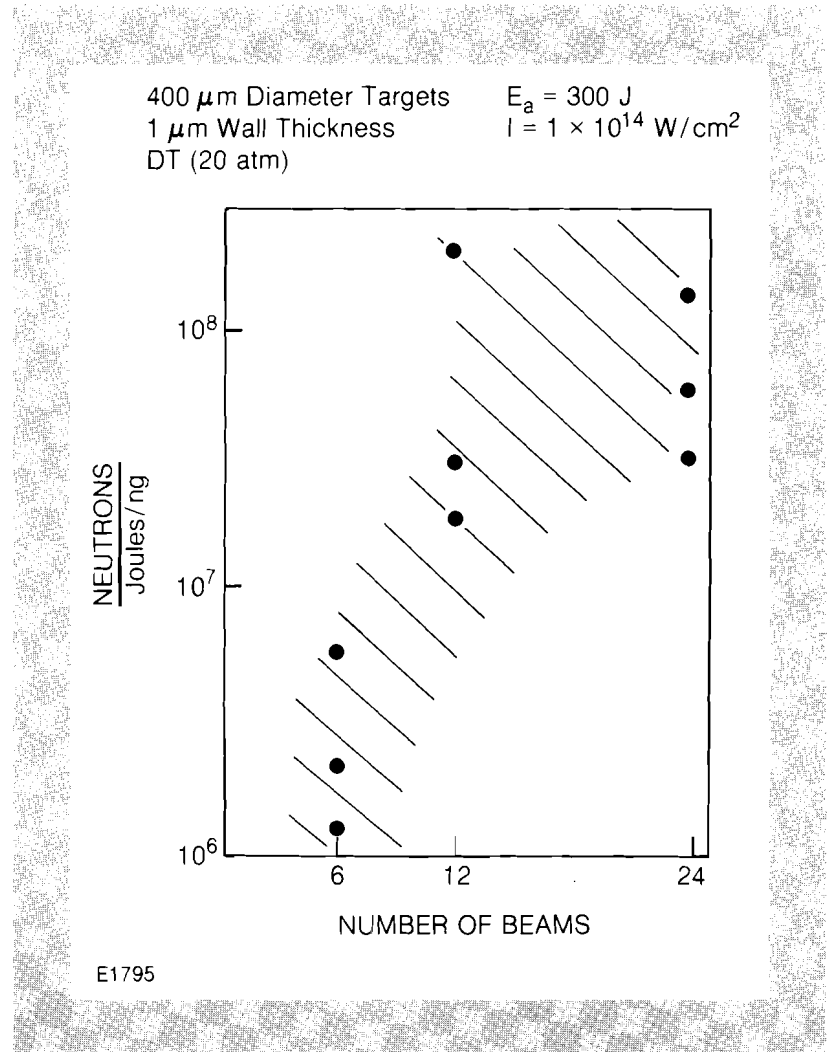 400 μm Diameter Targets
1 μm Wall Thickness
DT (20 atm)
Eₐ = 300 J
I = 1 × 10¹⁴ W/cm²
NEUTRONS
Joules/ng
10⁸
10⁷
10⁶
6 12 24
NUMBER OF BEAMS
E1795